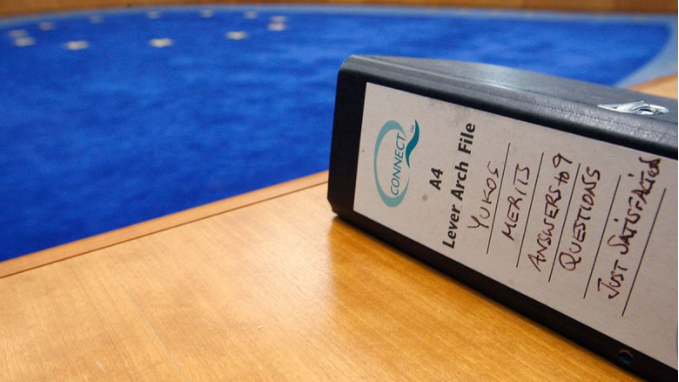 CONNECT
A4
Lever Arch File
YUKOS
MERITS
ANSWERS to 9
QUESTIONS
JUST SATISFACTION